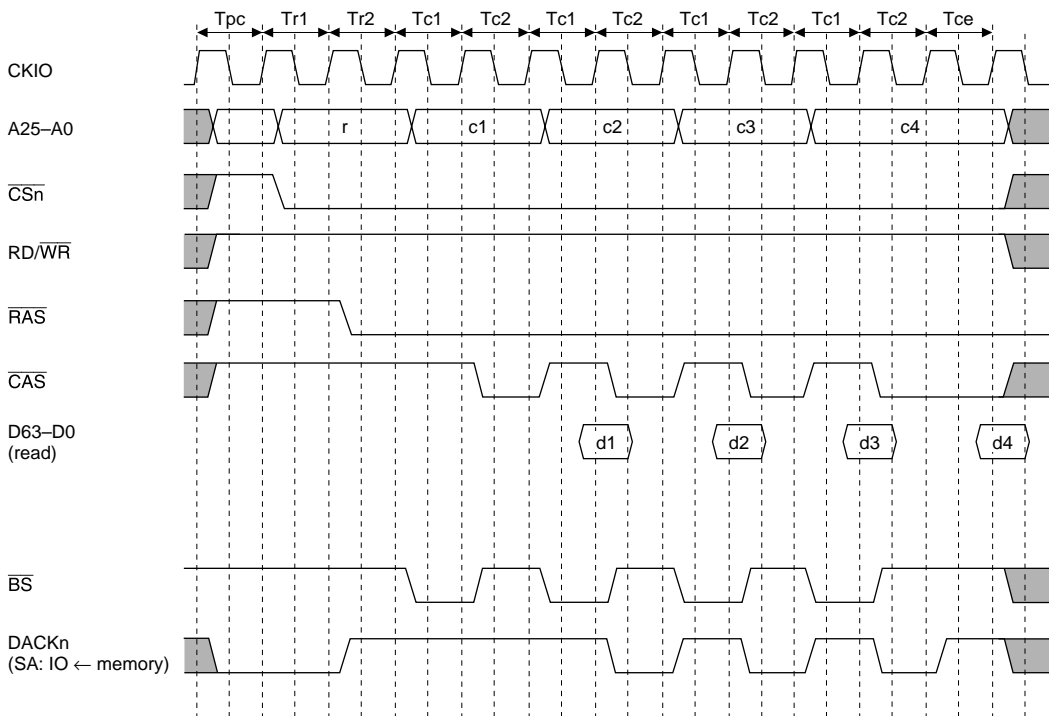 Tpc Tr1 Tr2 Tc1 Tc2 Tc1 Tc2 Tc1 Tc2 Tc1 Tc2 Tce
CKIO
A25–A0 r c1 c2 c3 c4
CSn
RD/WR
RAS
CAS
D63–D0
(read) d1 d2 d3 d4
BS
DACKn
(SA: IO ← memory)